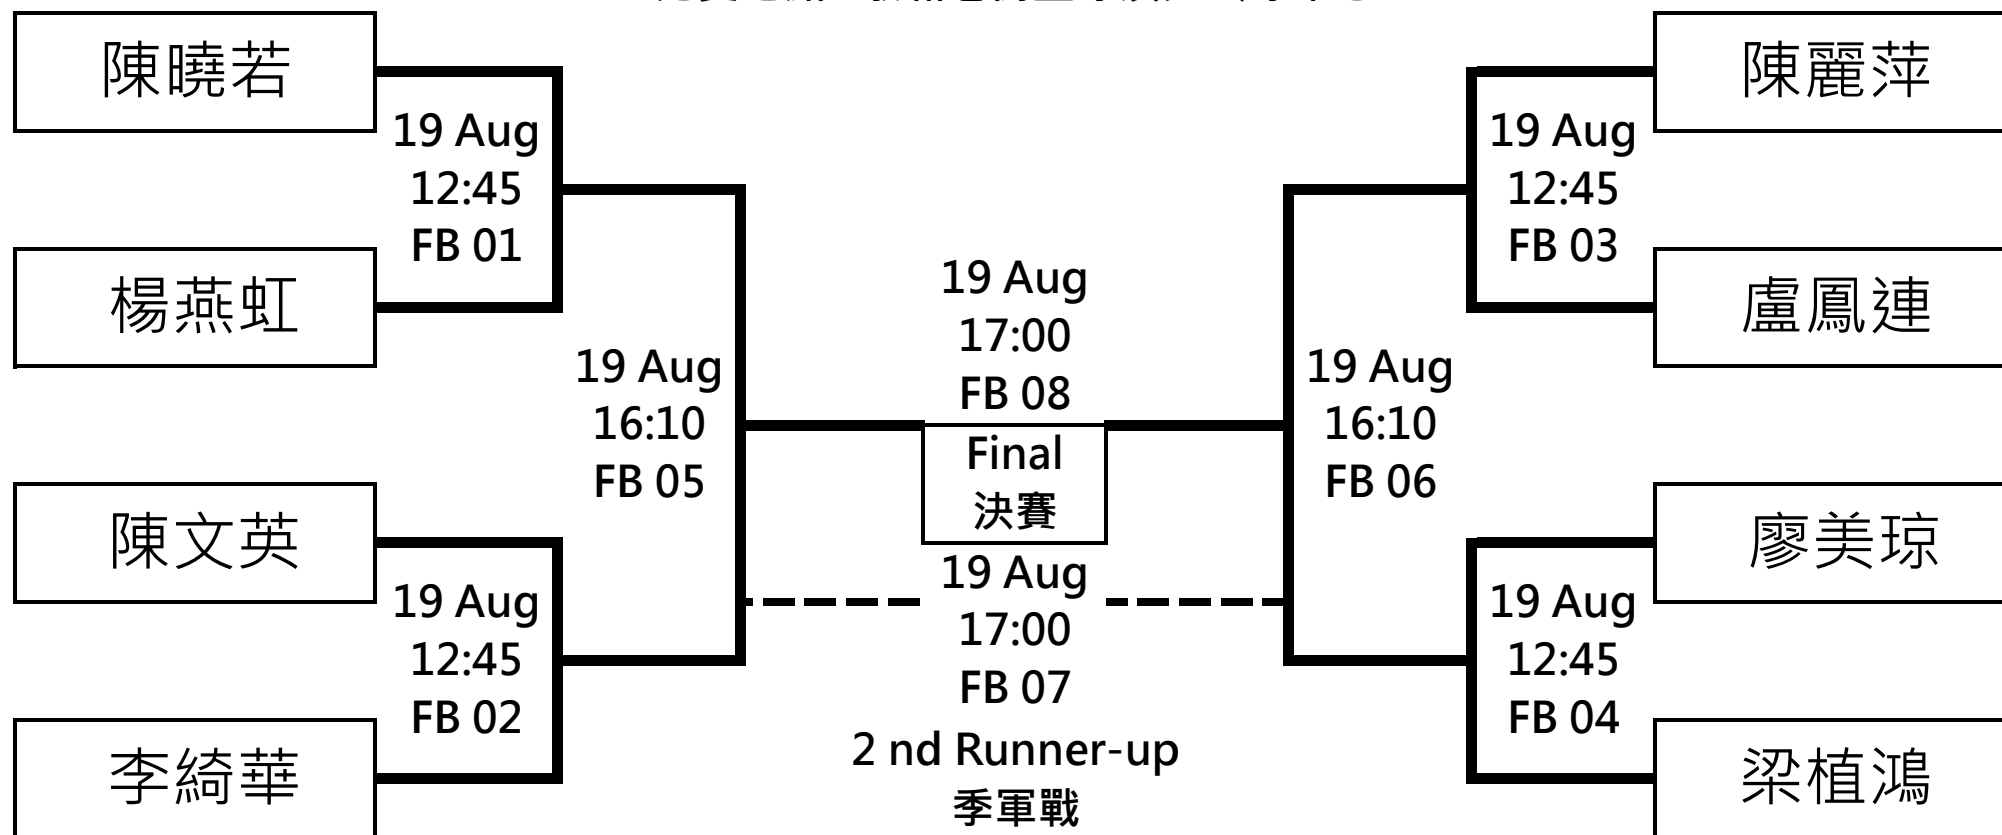 陳曉若
19 Aug
12:45
FB 01
楊燕虹
陳文英
19 Aug
12:45
FB 02
李綺華
19 Aug
16:10
FB 05
19 Aug
17:00
FB 08
Final
決賽
19 Aug
17:00
FB 07
2 nd Runner-up
季軍戰
19 Aug
16:10
FB 06
陳麗萍
19 Aug
12:45
FB 03
盧鳳連
廖美琼
19 Aug
12:45
FB 04
梁植鴻